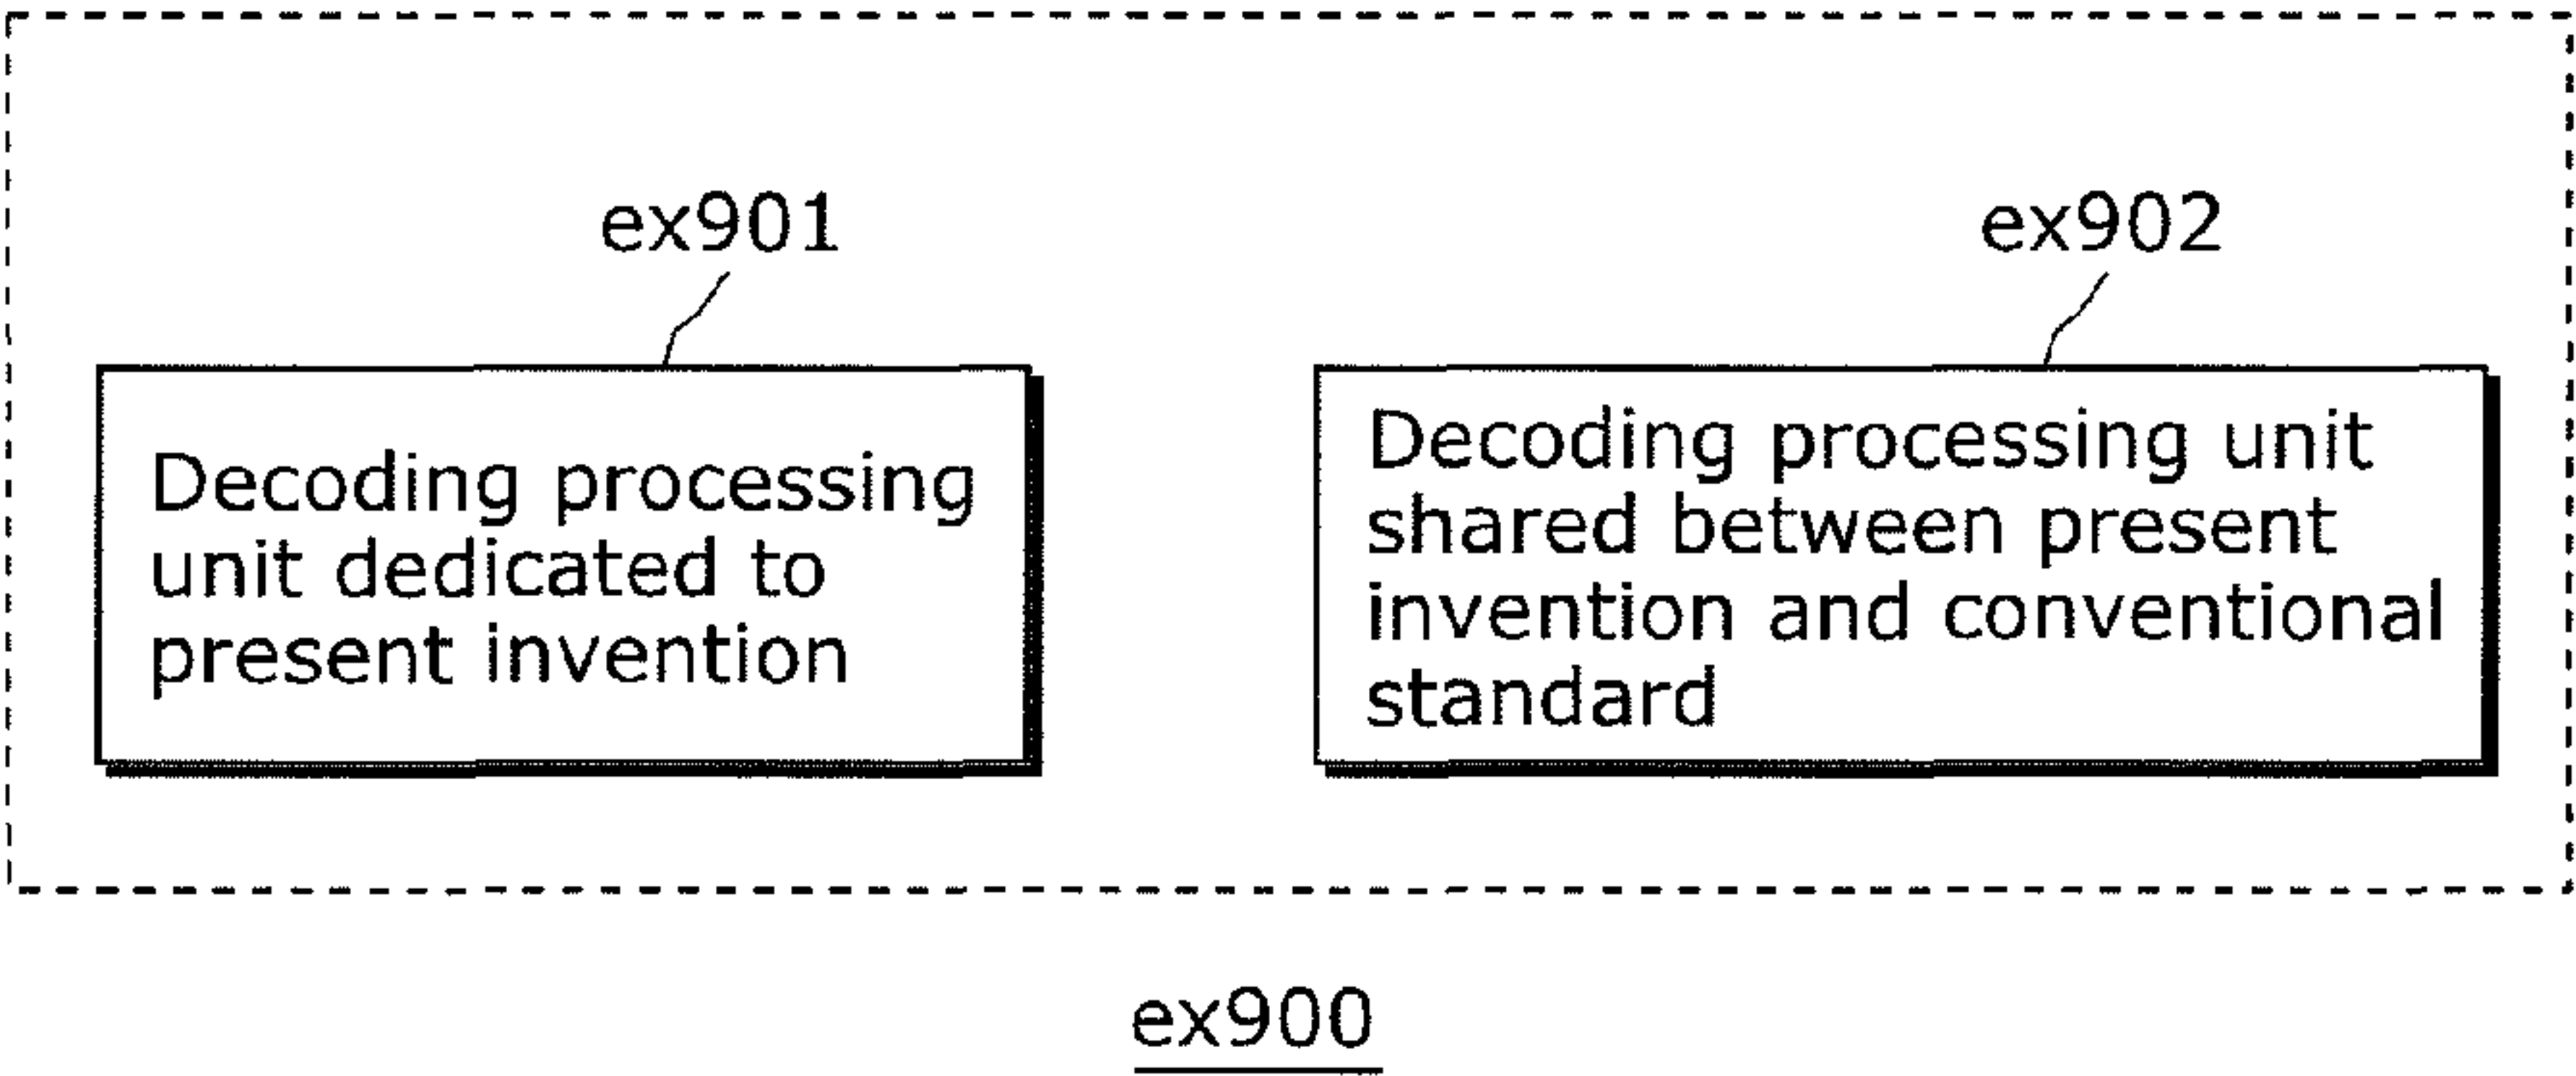 ex901
ex902
Decoding processing
unit dedicated to
present invention
Decoding processing unit
shared between present
invention and conventional
standard
ex900